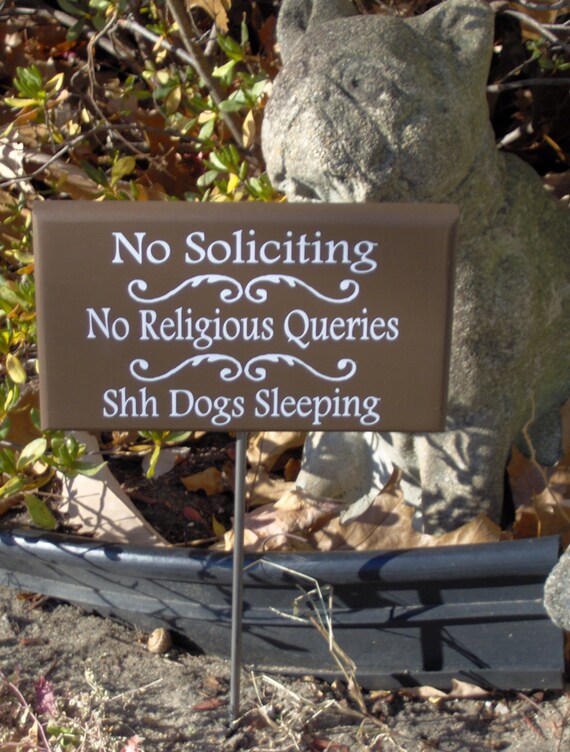 No Soliciting
No Religious Queries
Shh Dogs Sleeping